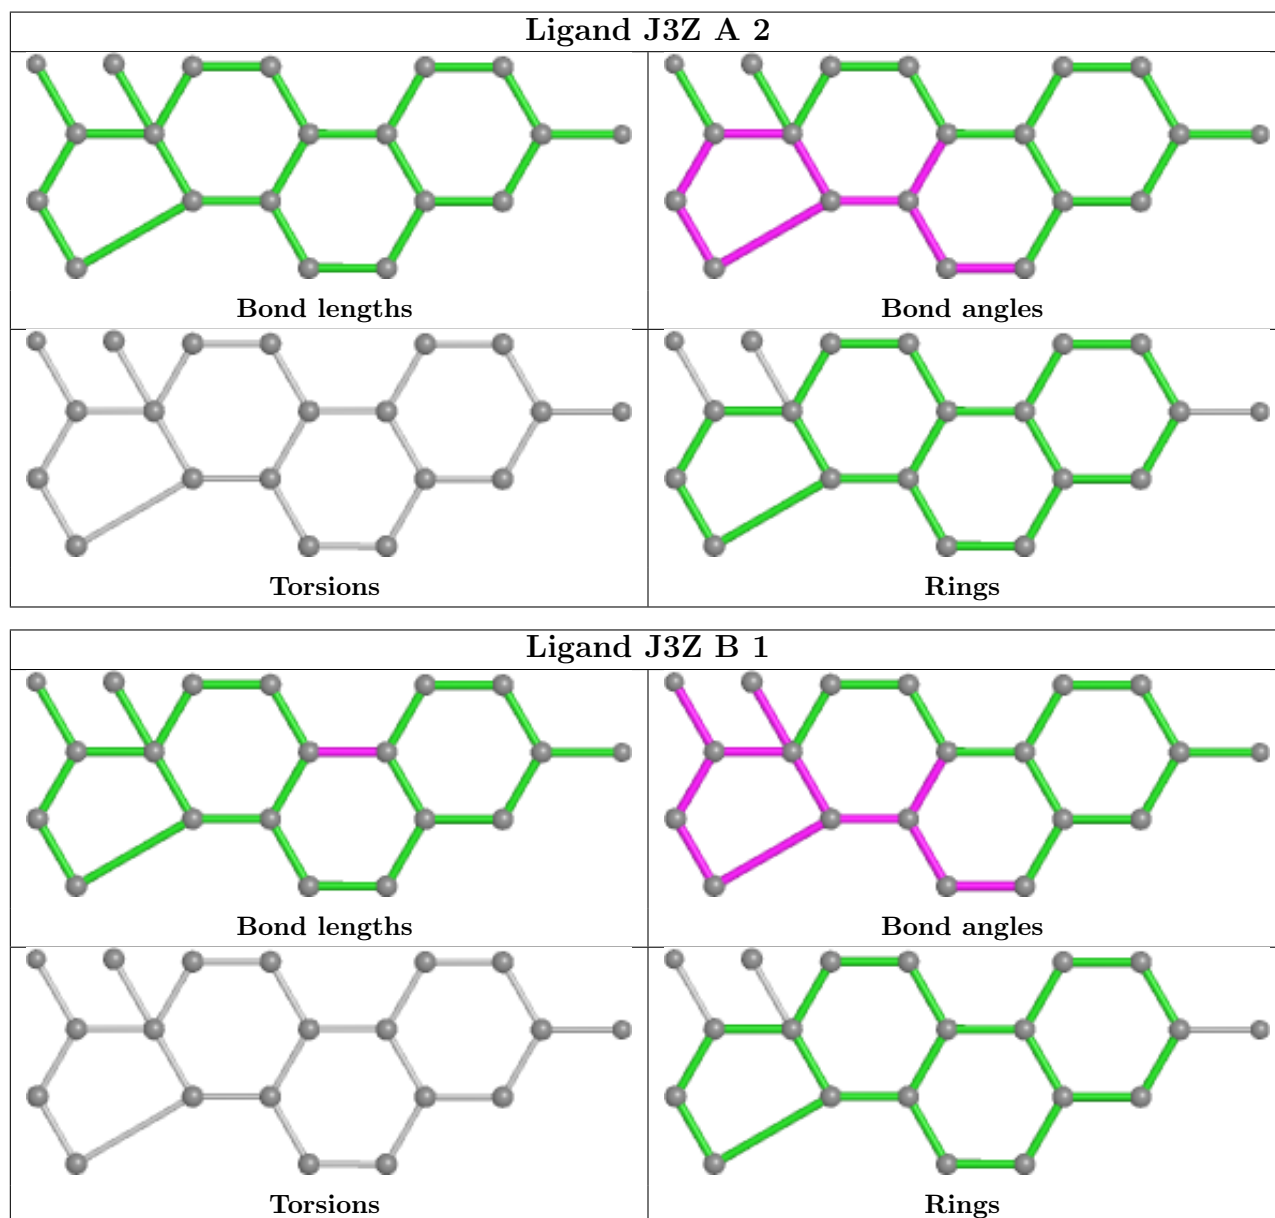 Ligand J3Z A 2
Bond lengths
Bond angles
Torsions
Rings
Ligand J3Z B 1
Bond lengths
Bond angles
Torsions
Rings